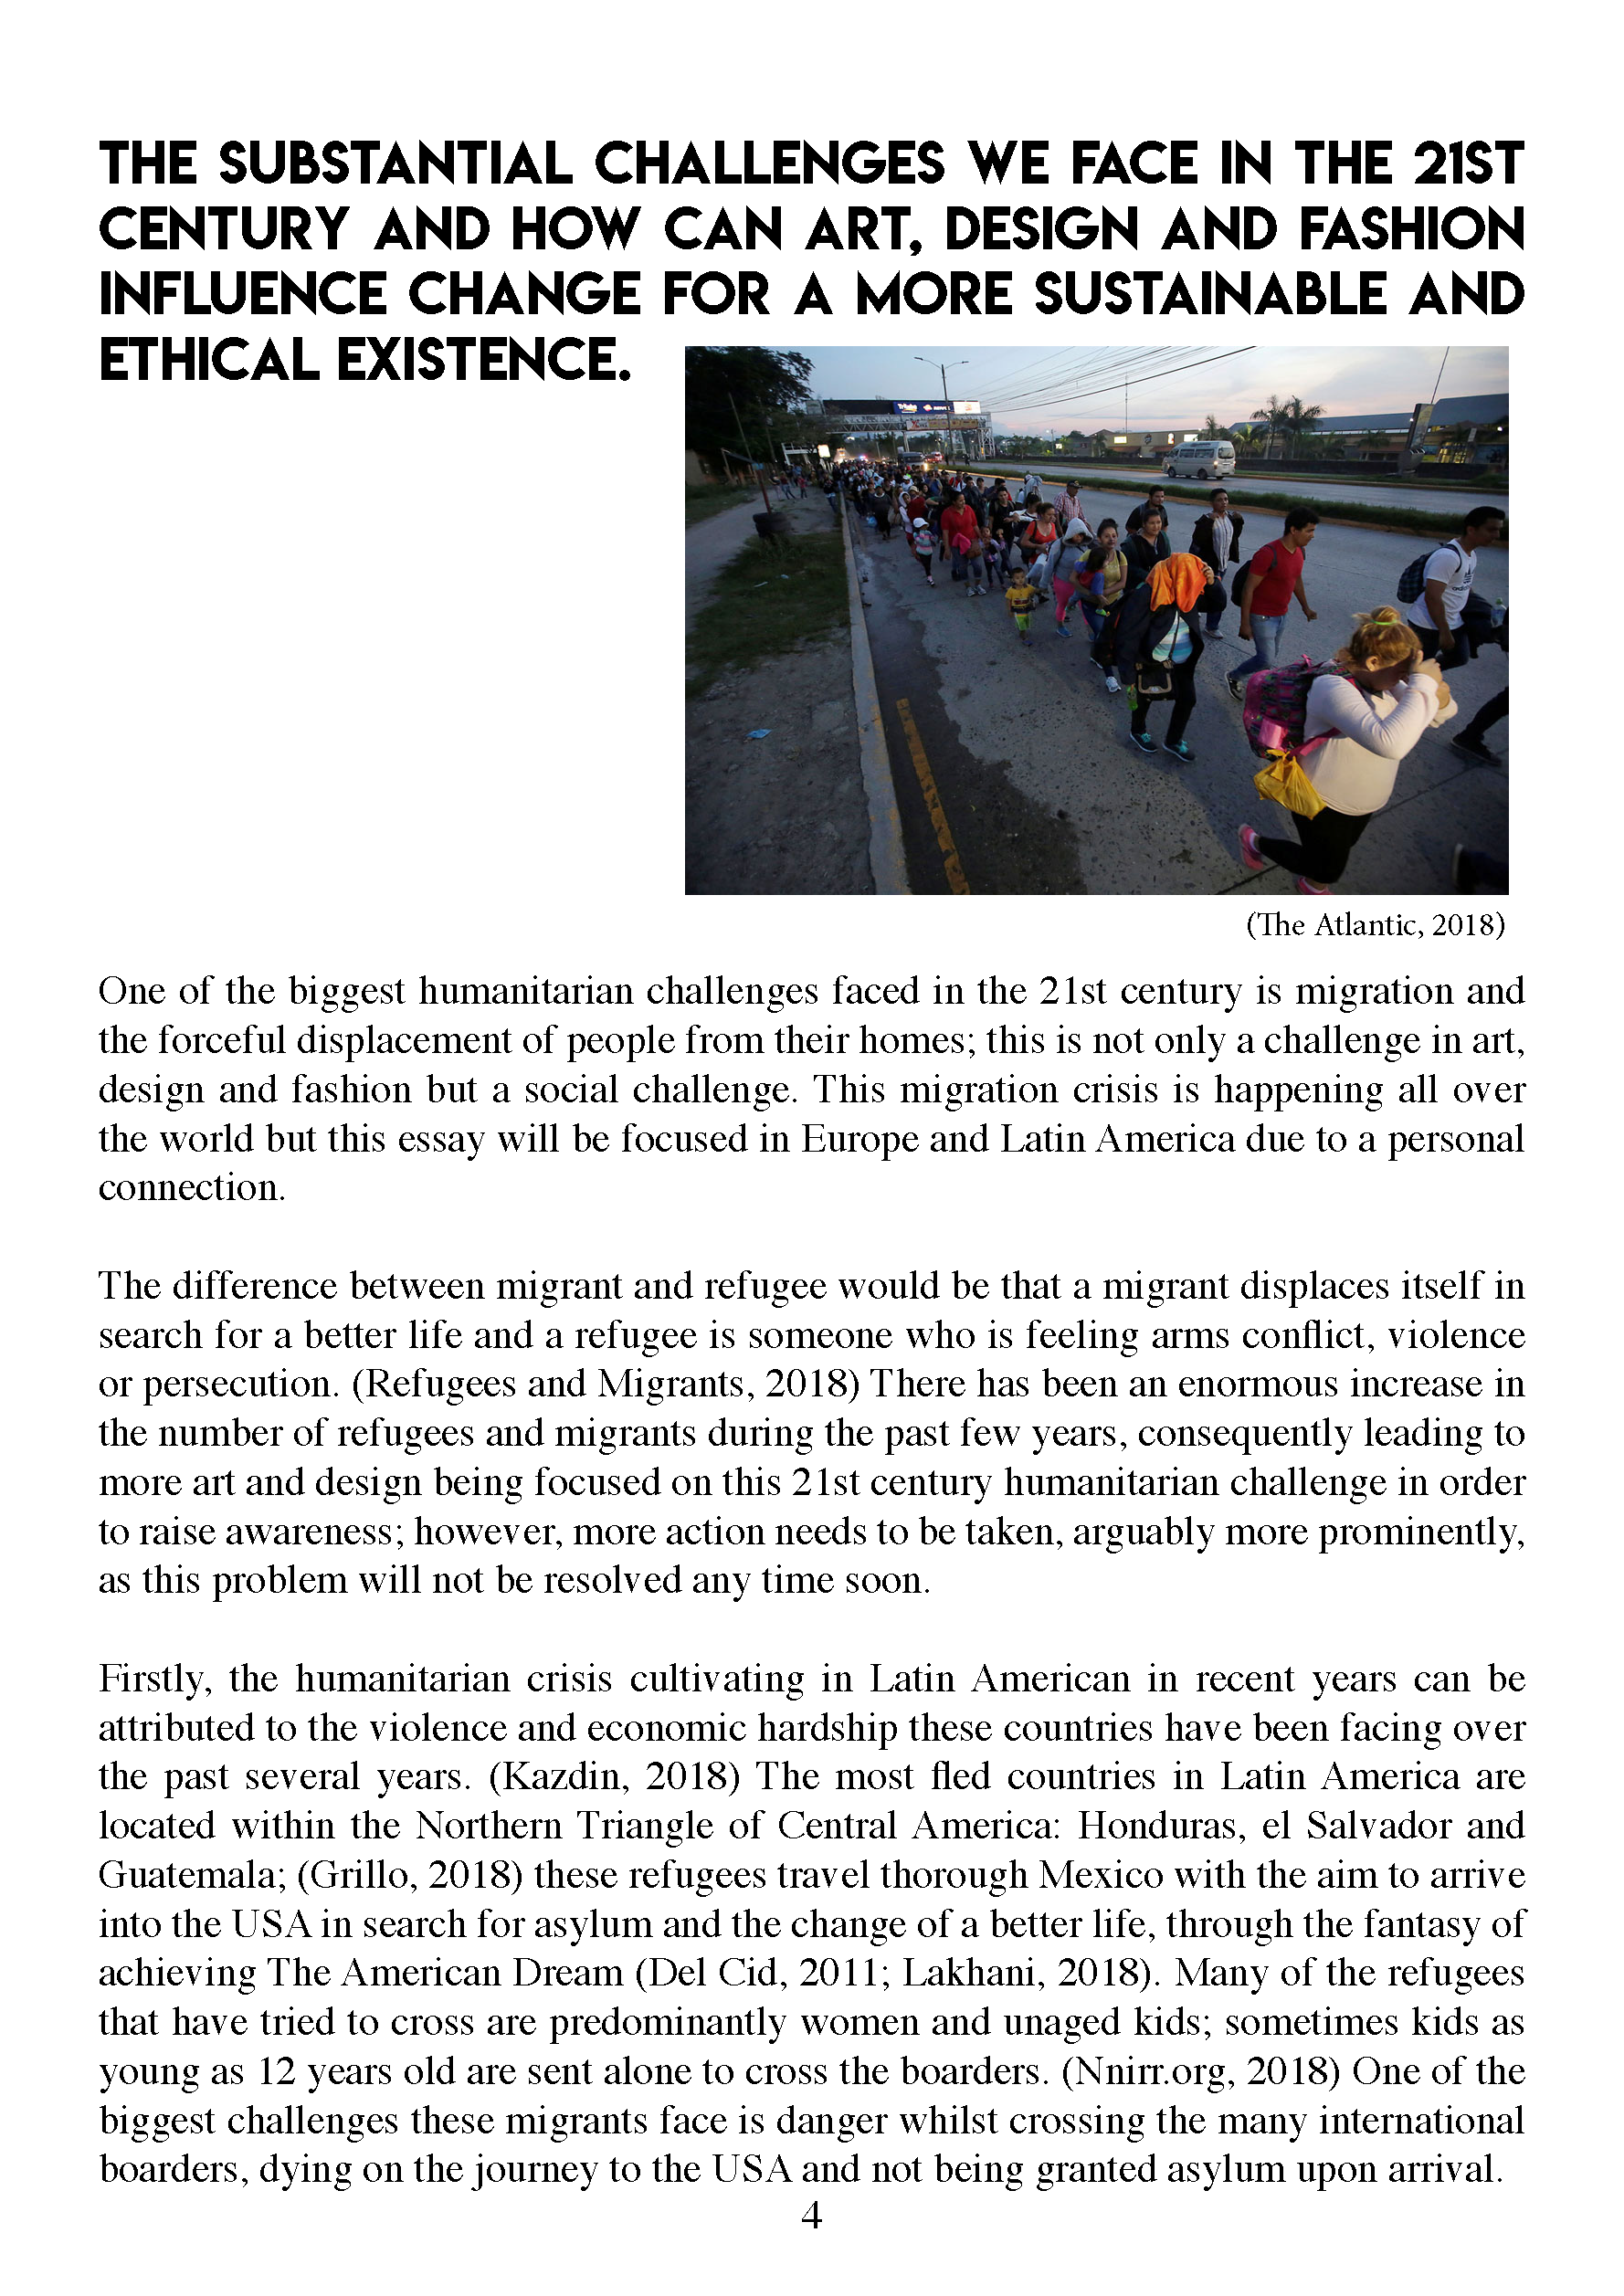 THE SUBSTANTIAL CHALLENGES WE FACE IN THE 21ST
CENTURY AND HOW CAN ART, DESIGN AND FASHION
INFLUENCE CHANGE FOR A MORE SUSTAINABLE AND
ETHICAL EXISTENCE.
(The Atlantic, 2018)
One of the biggest humanitarian challenges faced in the 21st century is migration and
the forceful displacement of people from their homes; this is not only a challenge in art,
design and fashion but a social challenge. This migration crisis is happening all over
the world but this essay will be focused in Europe and Latin America due to a personal
connection.
The difference between migrant and refugee would be that a migrant displaces itself in
search for a better life and a refugee is someone who is feeling arms conflict, violence
or persecution. (Refugees and Migrants, 2018) There has been an enormous increase in
the number of refugees and migrants during the past few years, consequently leading to
more art and design being focused on this 21st century humanitarian challenge in order
to raise awareness; however, more action needs to be taken, arguably more prominently,
as this problem will not be resolved any time soon.
Firstly, the humanitarian crisis cultivating in Latin American in recent years can be
attributed to the violence and economic hardship these countries have been facing over
the past several years. (Kazdin, 2018) The most fled countries in Latin America are
located within the Northern Triangle of Central America: Honduras, el Salvador and
Guatemala; (Grillo, 2018) these refugees travel thorough Mexico with the aim to arrive
into the USA in search for asylum and the change of a better life, through the fantasy of
achieving The American Dream (Del Cid, 2011; Lakhani, 2018). Many of the refugees
that have tried to cross are predominantly women and unaged kids; sometimes kids as
young as 12 years old are sent alone to cross the boarders. (Nnirr.org, 2018) One of the
biggest challenges these migrants face is danger whilst crossing the many international
boarders, dying on the journey to the USA and not being granted asylum upon arrival.
4